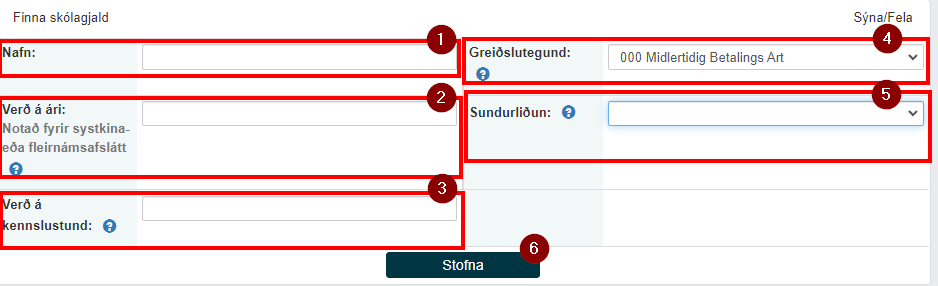 Finna skólagjald
Sýna/Fela
1
Nafn:
4
Greiðslutegund:
000 Midlertidig Betalings Art
2
Verð á ári:
Notað fyrir systkina-
eða fleirnámsafslátt
5
Sundurliðun:
3
Verð á
kennslustund:
6
Stofna